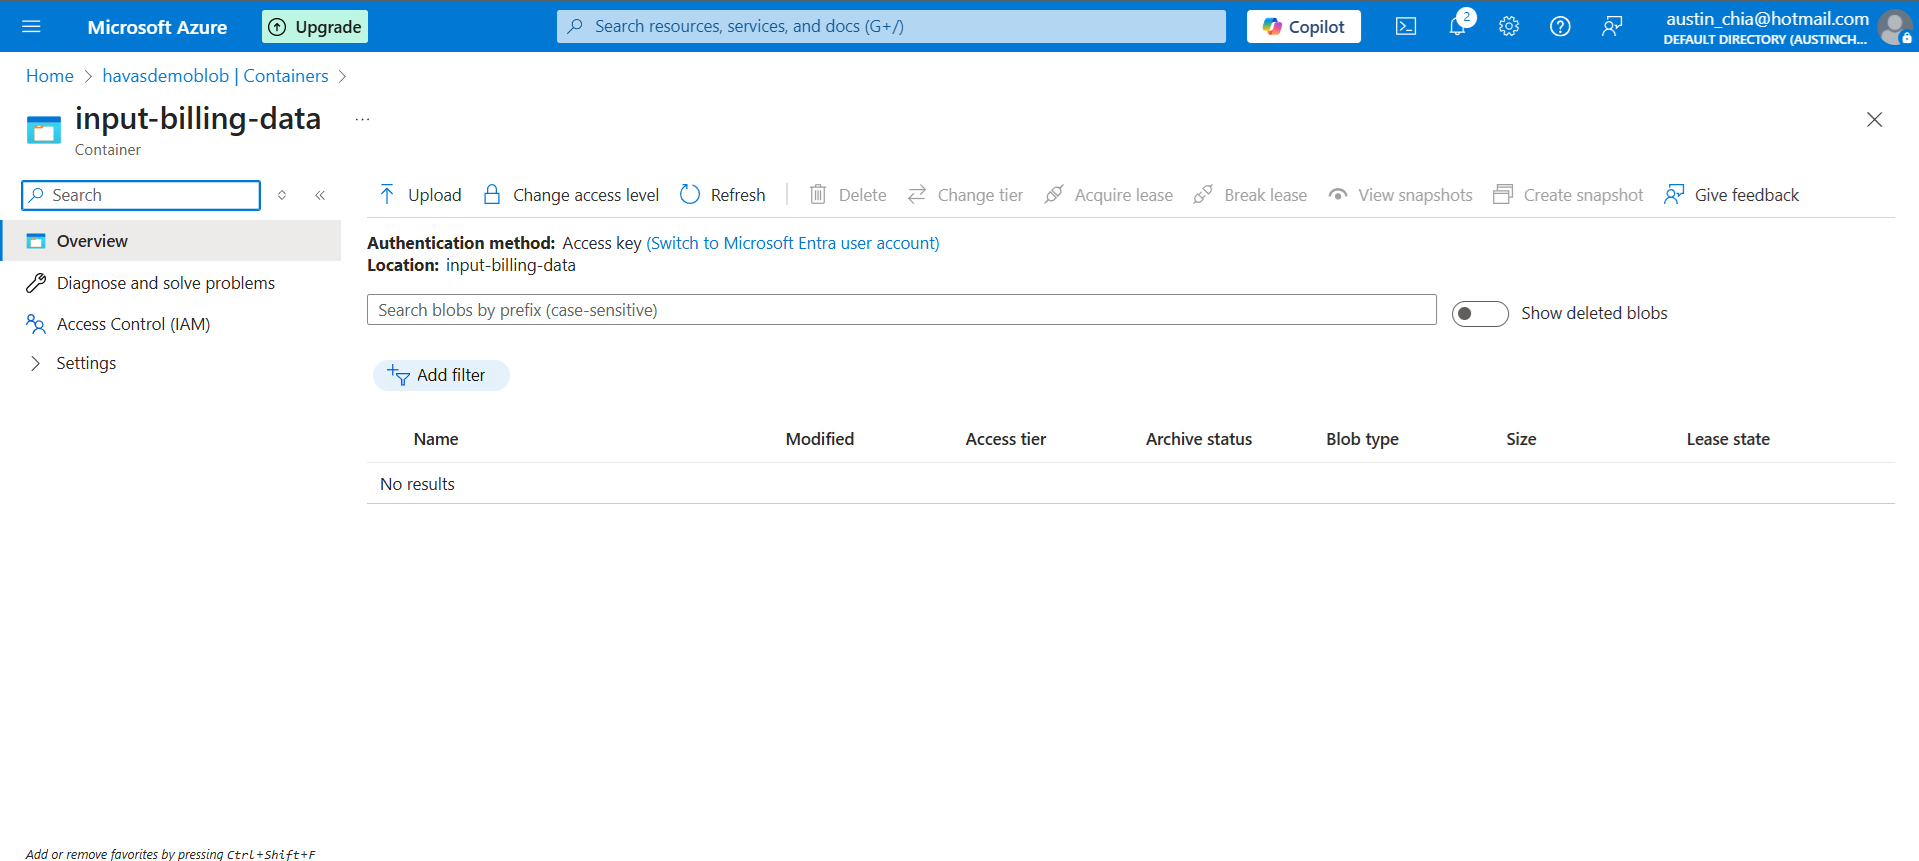 Microsoft Azure
Upgrade
Search resources, services, and docs (G+/)
Copilot
2
austin_chia@hotmail.com
DEFAULT DIRECTORY (AUSTINCH...
Home > havasdemoblob | Containers >
input-billing-data ...
Container
Search
Upload
Change access level
Refresh
Delete
Change tier
Acquire lease
Break lease
View snapshots
Create snapshot
Give feedback
Overview
Diagnose and solve problems
Access Control (IAM)
Settings
Authentication method: Access key (Switch to Microsoft Entra user account)
Location: input-billing-data
Search blobs by prefix (case-sensitive)
Show deleted blobs
Add filter
Name Modified Access tier Archive status Blob type Size Lease state
No results
Add or remove favorites by pressing Ctrl+Shift+F